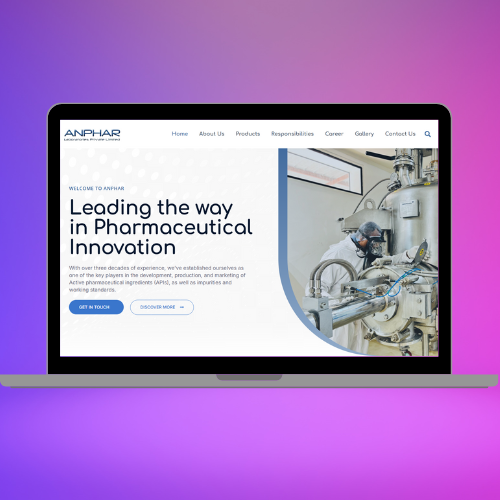 ANPHAR
Laboratories Private Limited
Home About Us Products Responsibilities Career Gallery Contact Us
WELCOME TO ANPHAR
Leading the way
in Pharmaceutical
Innovation
With over three decades of experience, we've established ourselves as
one of the key players in the development, production, and marketing of
Active pharmaceutical ingredients (APIs), as well as impurities and
working standards.
GET IN TOUCH DISCOVER MORE